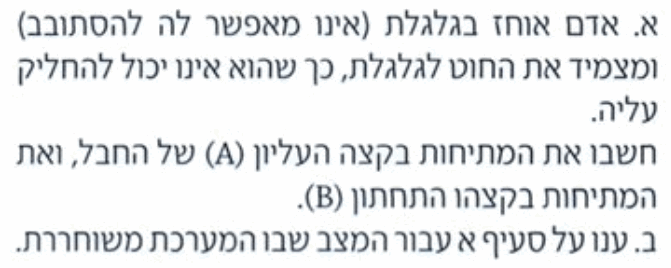 א. אדם אוחז בגלגלת (אינו מאפשר לה להסתובב)
ומצמיד את החוט לגלגלת, כך שהוא אינו יכול להחליק
עליה.
חשבו את המתיחות בקצה העליון (A) של החבל, ואת
המתיחות בקצהו התחתון (B).
ב. ענו על סעיף א עבור המצב שבו המערכת משוחררת.